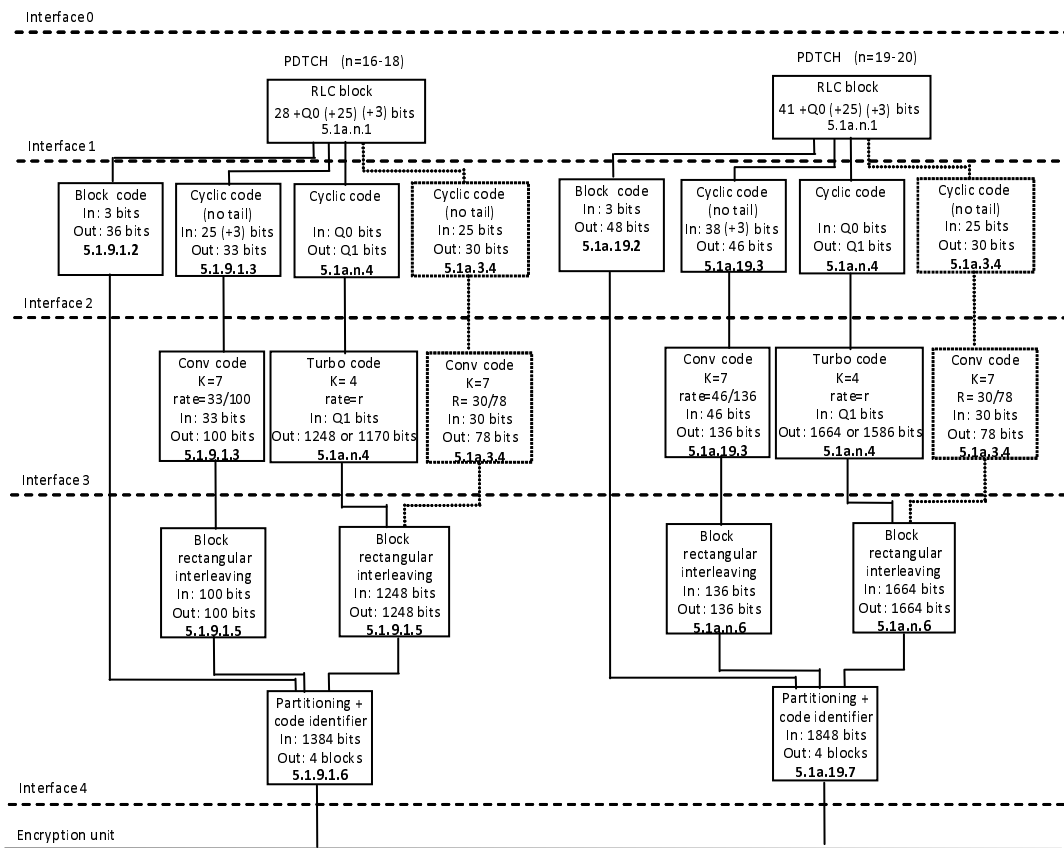 Interface 0
PDTCH (n=16-18)
RLC block
28 +Q0 (+25) (+3) bits
5.1a.n.1
PDTCH (n=19-20)
RLC block
41 +Q0 (+25) (+3) bits
5.1a.n.1
Interface 1
Block code
In: 3 bits
Out: 36 bits
5.1.9.1.2
Cyclic code
(no tail)
In: 25 (+3) bits
Out: 33 bits
5.1.9.1.3
Cyclic code
In: Q0 bits
Out: Q1 bits
5.1a.n.4
Cyclic code
(no tail)
In: 25 bits
Out: 30 bits
5.1a.3.4
Block code
In: 3 bits
Out: 48 bits
5.1a.19.2
Cyclic code
(no tail)
In: 38 (+3) bits
Out: 46 bits
5.1a.19.3
Cyclic code
In: Q0 bits
Out: Q1 bits
5.1a.n.4
Cyclic code
(no tail)
In: 25 bits
Out: 30 bits
5.1a.3.4
Interface 2
Conv code
K=7
rate=33/100
In: 33 bits
Out: 100 bits
5.1.9.1.3
Turbo code
K= 4
rate=r
In: Q1 bits
Out: 1248 or 1170 bits
5.1a.n.4
Conv code
K=7
R= 30/78
In: 30 bits
Out: 78 bits
5.1a.3.4
Conv code
K=7
rate=46/136
In: 46 bits
Out: 136 bits
5.1a.19.3
Turbo code
K=4
rate=r
In: Q1 bits
Out: 1664 or 1586 bits
5.1a.n.4
Conv code
K=7
R= 30/78
In: 30 bits
Out: 78 bits
5.1a.3.4
Interface 3
Block
rectangular
interleaving
In: 100 bits
Out: 100 bits
5.1.9.1.5
Block
rectangular
interleaving
In: 1248 bits
Out: 1248 bits
5.1.9.1.5
Block
rectangular
interleaving
In: 136 bits
Out: 136 bits
5.1a.n.6
Block
rectangular
interleaving
In: 1664 bits
Out: 1664 bits
5.1a.n.6
Partitioning +
code identifier
In: 1384 bits
Out: 4 blocks
5.1.9.1.6
Partitioning +
code identifier
In: 1848 bits
Out: 4 blocks
5.1a.19.7
Interface 4
Encryption unit